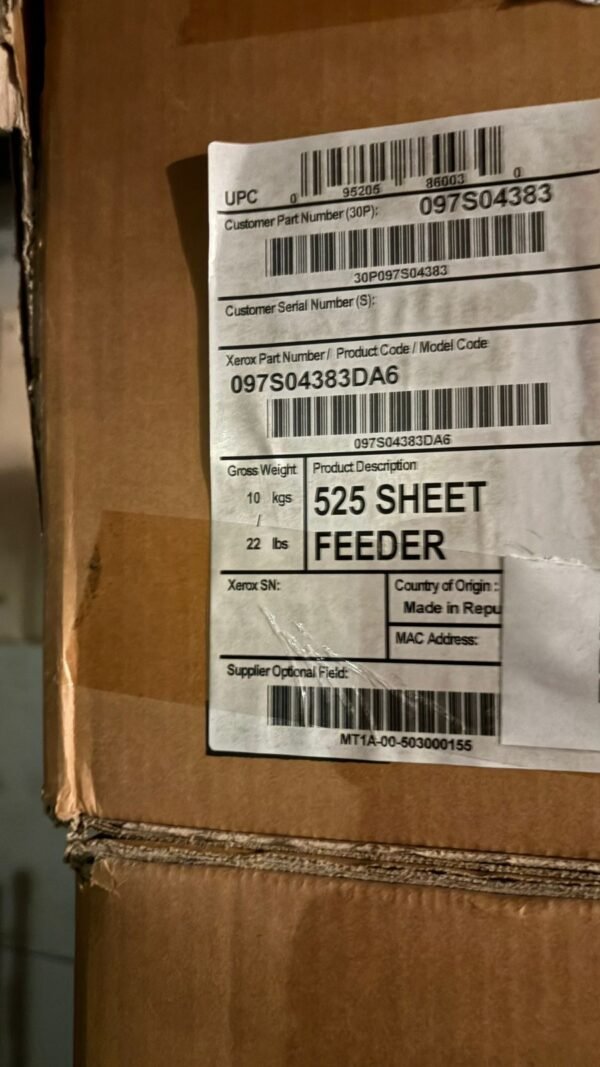 UPC 0 95205 86003 0
Customer Part Number (30P): 097S04383
30P097S04383
Customer Serial Number (S):
Xerox Part Number / Product Code / Model Code
097S04383DA6
097S04383DA6
Gross Weight
10 kgs
/
22 lbs
Product Description
525 SHEET
FEEDER
Xerox SN:
Country of Origin :
Made in Repu
MAC Address:
Supplier Optional Field:
MT1A-00-503000155